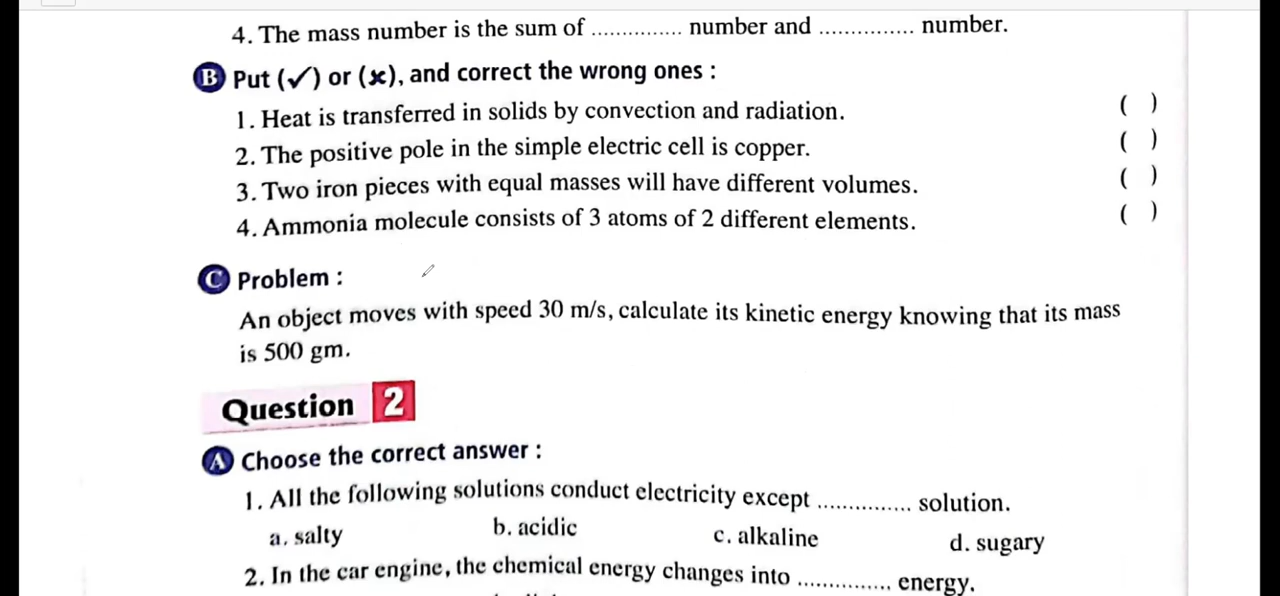 4. The mass number is the sum of ............... number and ............... number.
B Put (✓) or (×), and correct the wrong ones :
1. Heat is transferred in solids by convection and radiation. ( )
2. The positive pole in the simple electric cell is copper. ( )
3. Two iron pieces with equal masses will have different volumes. ( )
4. Ammonia molecule consists of 3 atoms of 2 different elements. ( )
C Problem :
An object moves with speed 30 m/s, calculate its kinetic energy knowing that its mass
is 500 gm.
Question 2
A Choose the correct answer :
1. All the following solutions conduct electricity except ............... solution.
a. salty b. acidic c. alkaline d. sugary
2. In the car engine, the chemical energy changes into ............... energy.